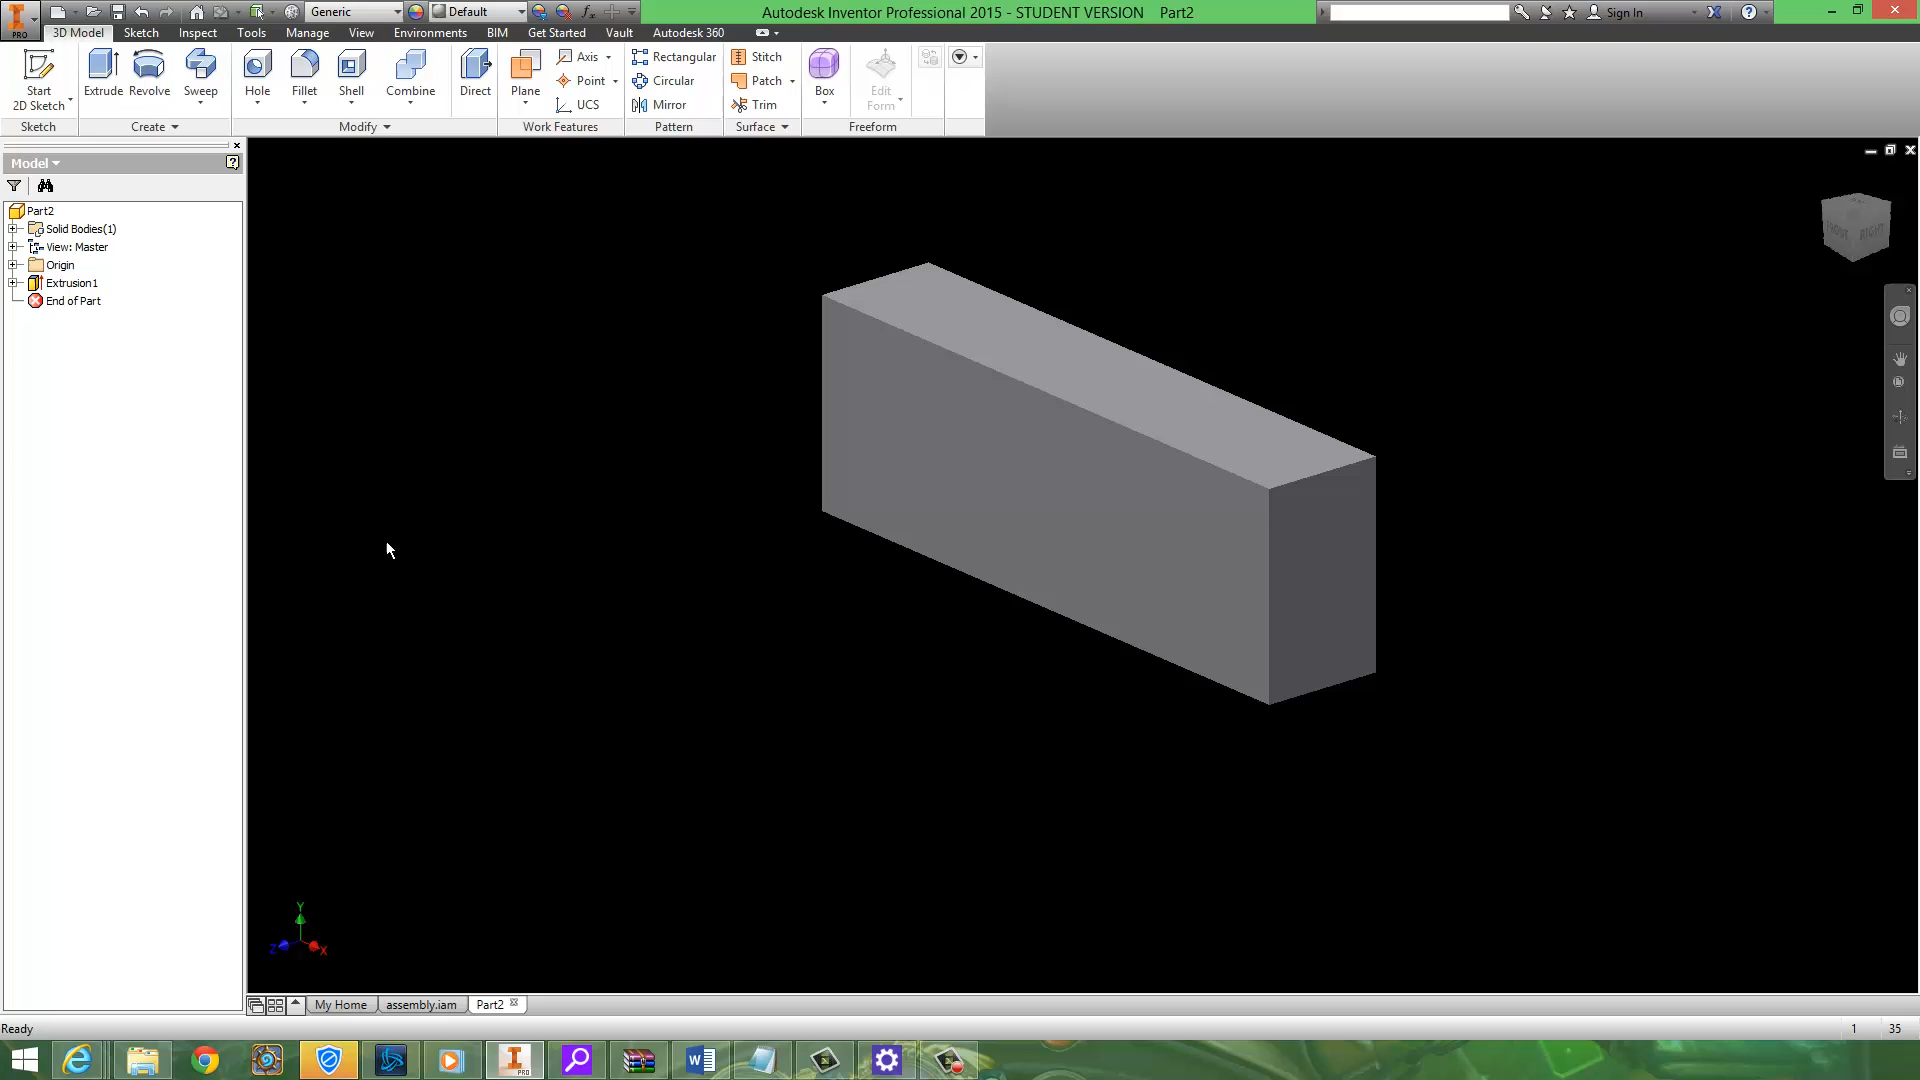 Generic
Default
Autodesk Inventor Professional 2015 - STUDENT VERSION Part2
Sign In
PRO
3D Model Sketch Inspect Tools Manage View Environments BIM Get Started Vault Autodesk 360
Start
2D Sketch
Extrude Revolve Sweep
Hole Fillet Shell Combine
Direct
Plane
Axis
Point
UCS
Rectangular
Circular
Mirror
Stitch
Patch
Trim
Box
Edit
Form
Sketch Create Modify Work Features Pattern Surface Freeform
Model
Part2
Solid Bodies(1)
View: Master
Origin
Extrusion1
End of Part
FRONT RIGHT
Y
Z
X
My Home assembly.iam Part2
Ready
1 35
PRO